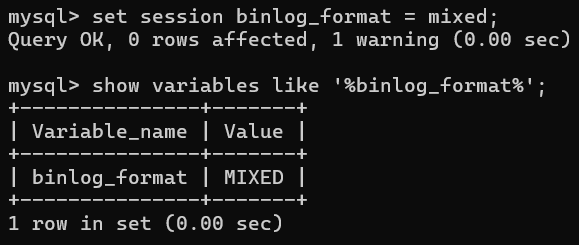 mysql> set session binlog_format = mixed;
Query OK, 0 rows affected, 1 warning (0.00 sec)

mysql> show variables like '%binlog_format%';
+---------------+-------+
| Variable_name | Value |
+---------------+-------+
| binlog_format | MIXED |
+---------------+-------+
1 row in set (0.00 sec)